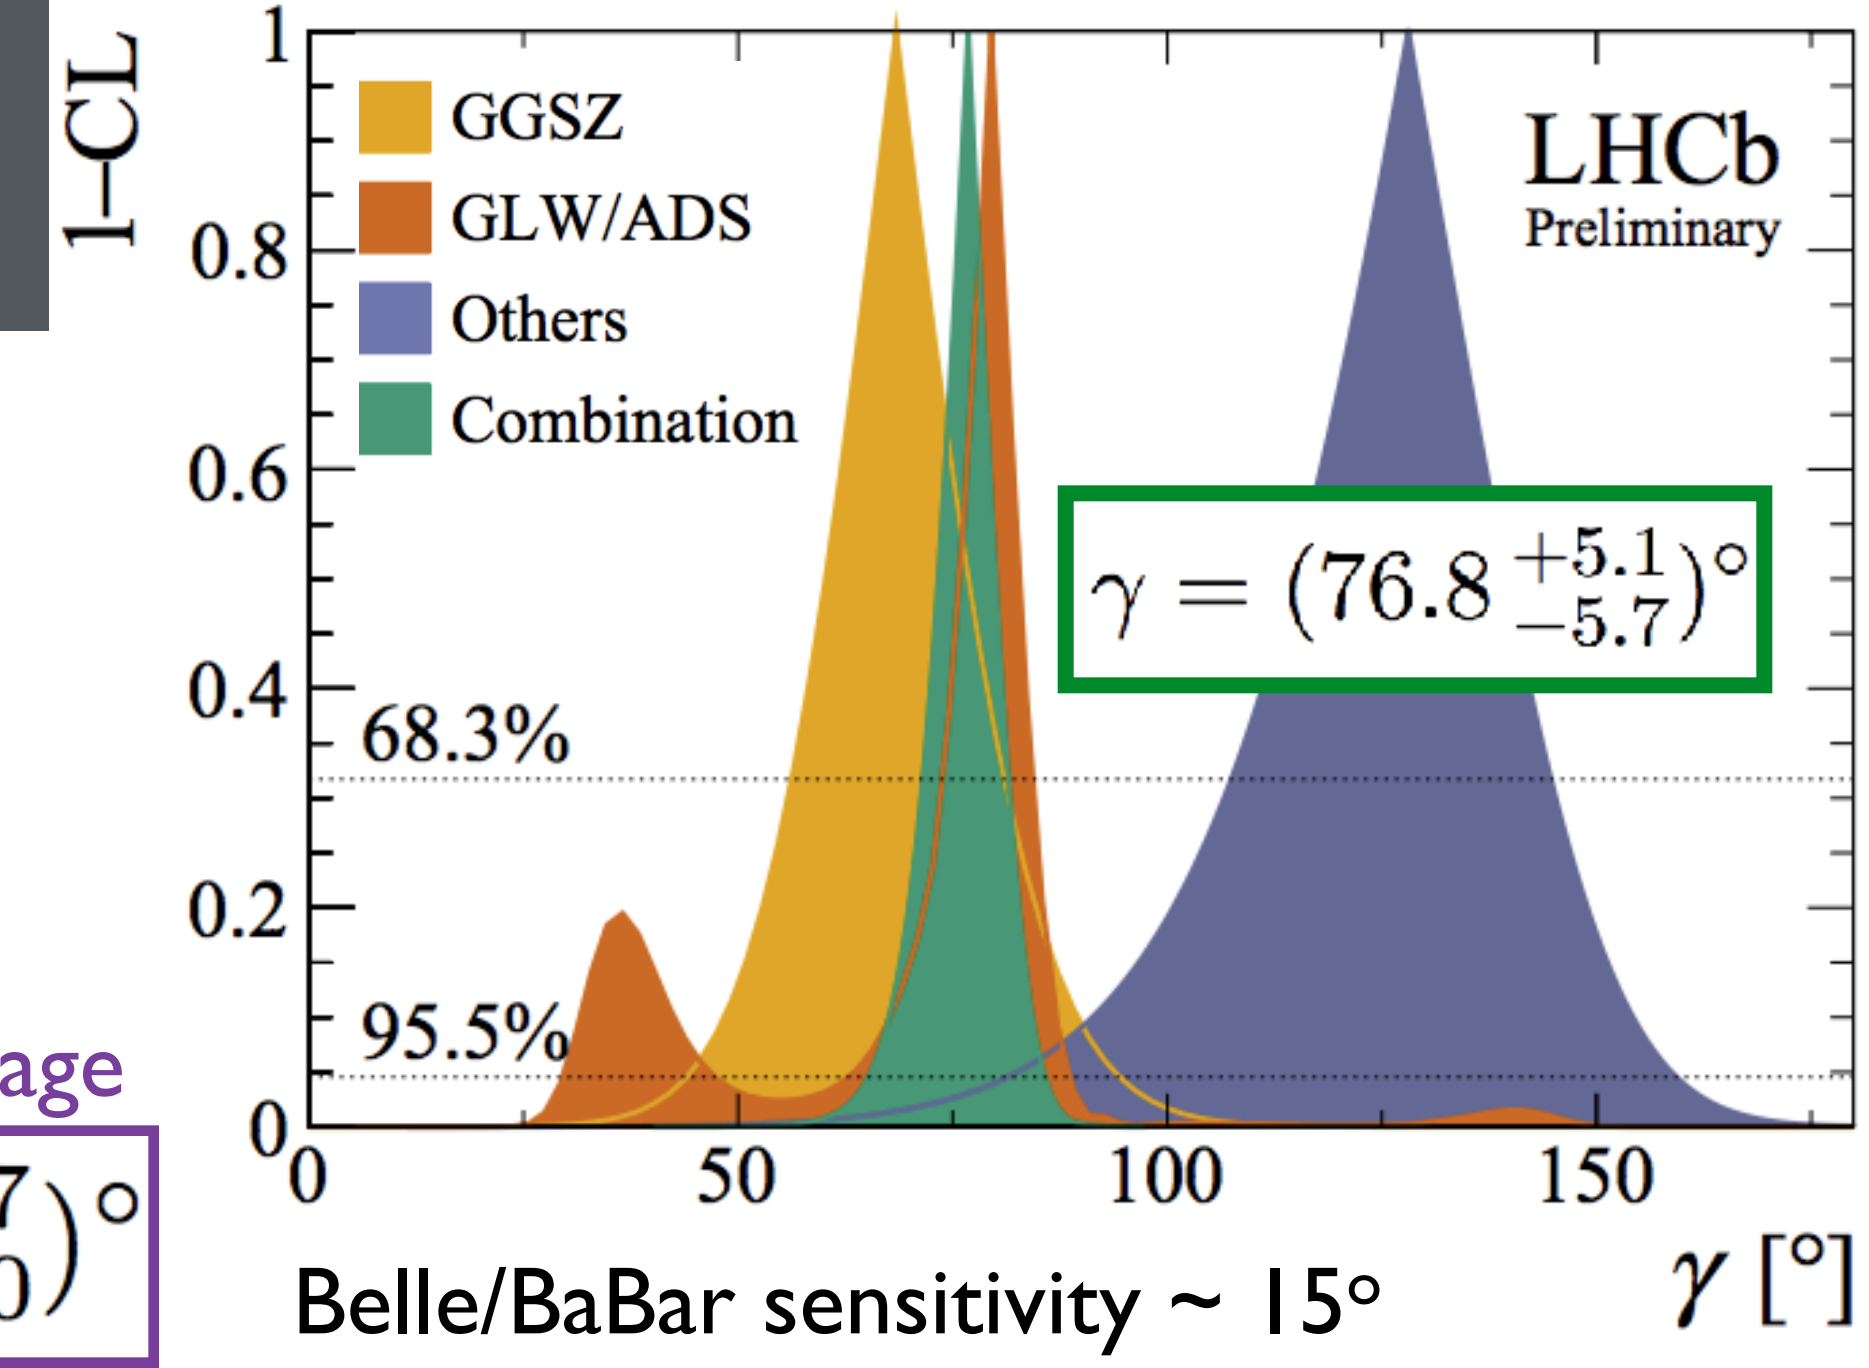 1–CL
1
GGSZ
GLW/ADS
Others
Combination
LHCb
Preliminary
0.8
0.6
0.4
0.2
0
γ = (76.8 +5.1 −5.7)°
68.3%
95.5%
0 50 100 150
γ [°]
Belle/BaBar sensitivity ~ 15°
age
7
0
)°